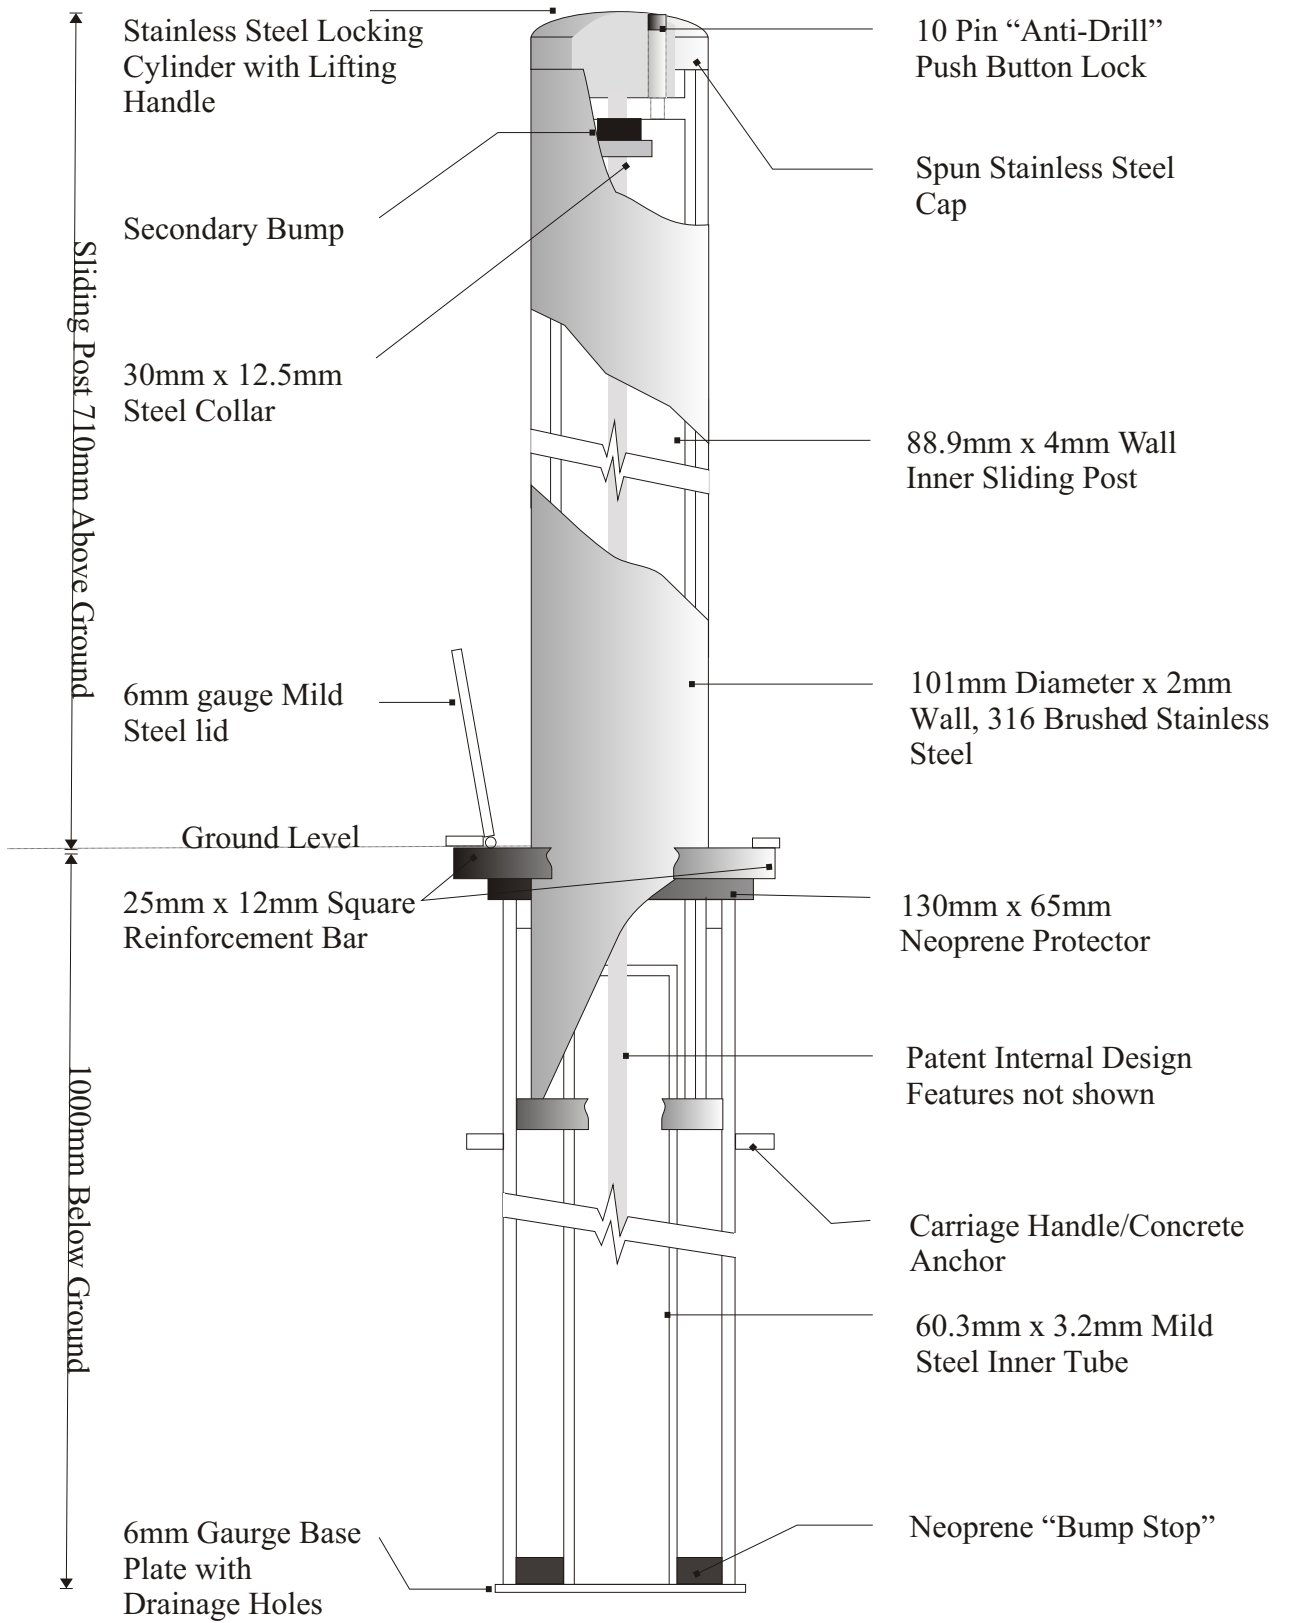 Stainless Steel Locking
Cylinder with Lifting
Handle
10 Pin “Anti-Drill”
Push Button Lock
Spun Stainless Steel
Cap
Secondary Bump
Sliding Post 710mm Above Ground
30mm x 12.5mm
Steel Collar
88.9mm x 4mm Wall
Inner Sliding Post
6mm gauge Mild
Steel lid
101mm Diameter x 2mm
Wall, 316 Brushed Stainless
Steel
Ground Level
25mm x 12mm Square
Reinforcement Bar
130mm x 65mm
Neoprene Protector
Patent Internal Design
Features not shown
1000mm Below Ground
Carriage Handle/Concrete
Anchor
60.3mm x 3.2mm Mild
Steel Inner Tube
6mm Gaurge Base
Plate with
Drainage Holes
Neoprene “Bump Stop”